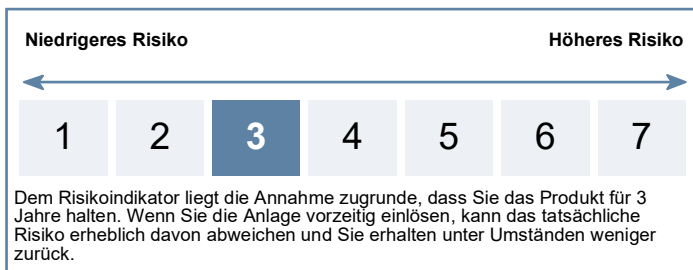 Niedrigeres Risiko Höheres Risiko
1 2 3 4 5 6 7
Dem Risikoindikator liegt die Annahme zugrunde, dass Sie das Produkt für 3
Jahre halten. Wenn Sie die Anlage vorzeitig einlösen, kann das tatsächliche
Risiko erheblich davon abweichen und Sie erhalten unter Umständen weniger
zurück.